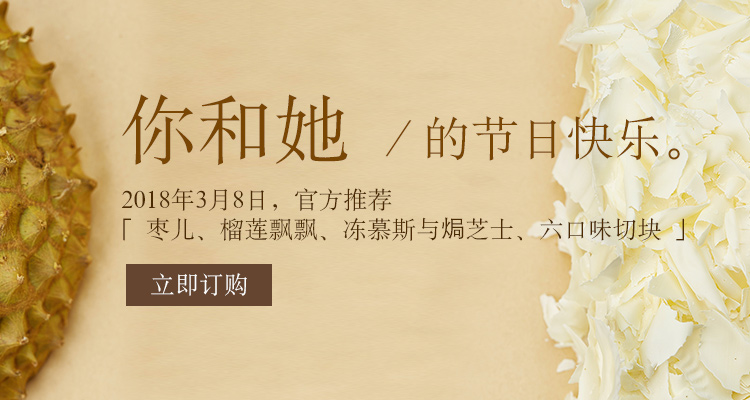 你和她 / 的节日快乐。
2018年3月8日，官方推荐
「 枣儿、榴莲飘飘、冻慕斯与焗芝士、六口味切块 」
立即订购